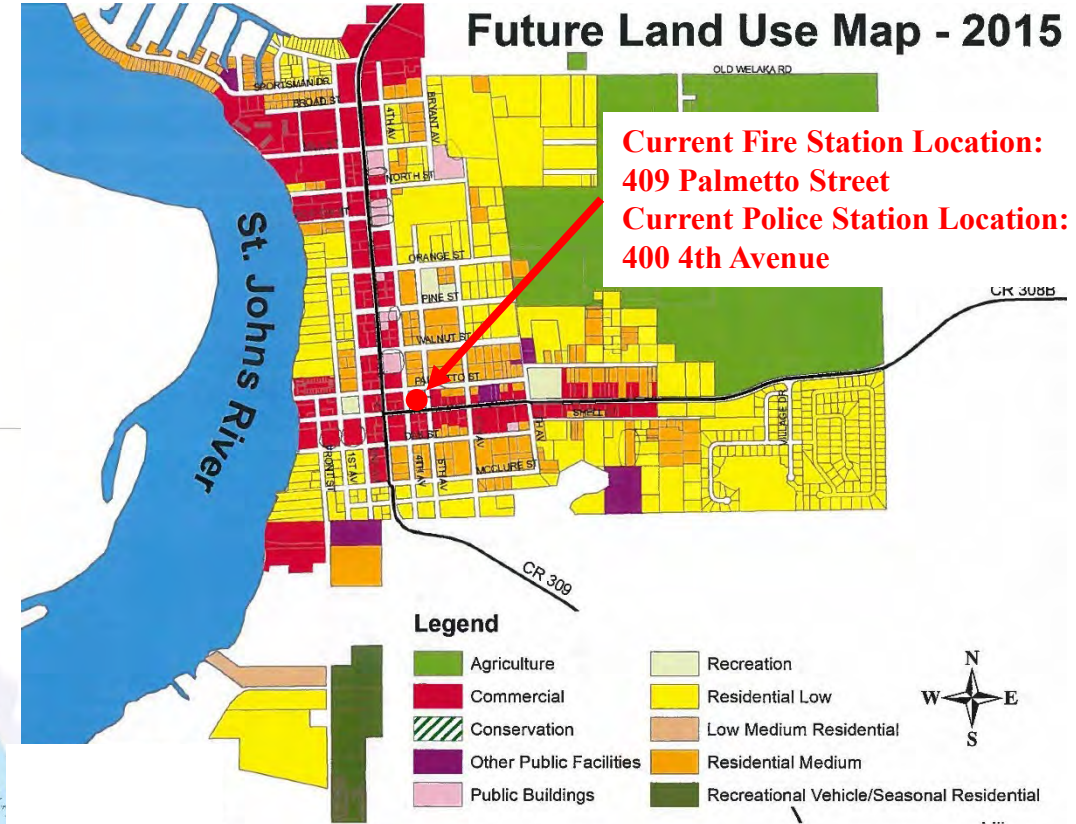 Future Land Use Map - 2015
OLD WELAKA RD
SPORTSMAN DR
BROAD ST
4TH AV
BRYANT AV
Current Fire Station Location:
409 Palmetto Street
Current Police Station Location:
400 4th Avenue
NORTH ST
St. Johns River
ORANGE ST
CR 308B
PINE ST
WALNUT ST
VILLAGE DR
FRONT ST
1ST AV
4TH AV
5TH AV
MCCLURE ST
CR 309
Legend
Agriculture
Commercial
Conservation
Other Public Facilities
Public Buildings
Recreation
Residential Low
Low Medium Residential
Residential Medium
Recreational Vehicle/Seasonal Residential
N
W E
S